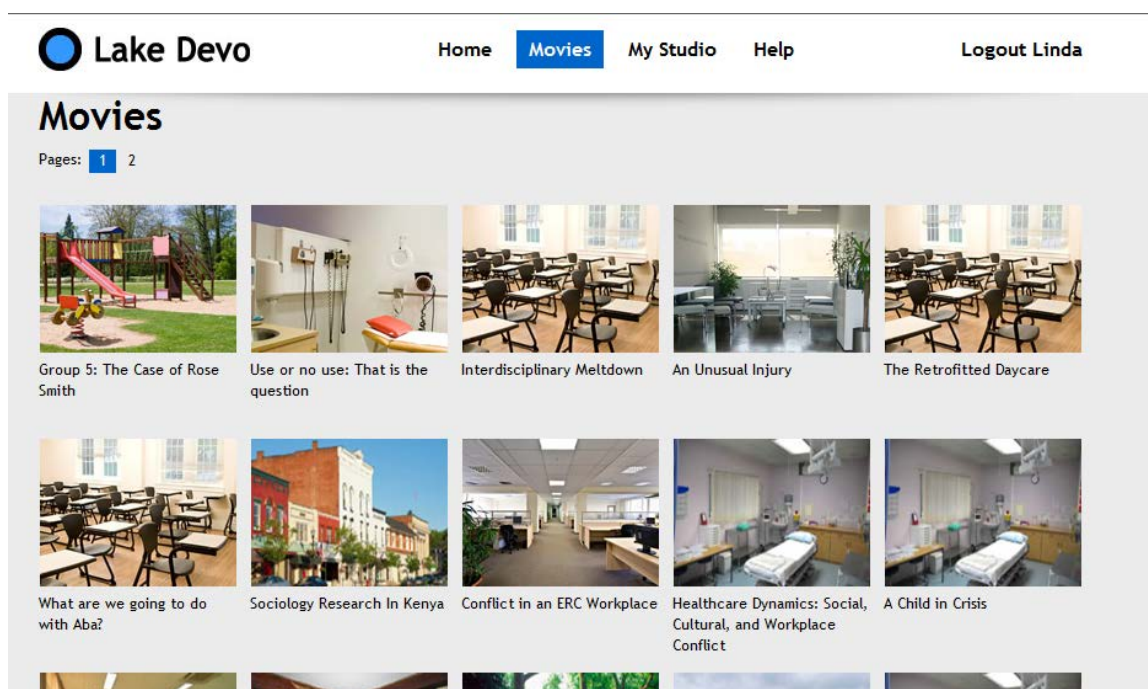 Lake Devo
Home Movies My Studio Help Logout Linda
Movies
Pages: 1 2
Group 5: The Case of Rose
Smith
Use or no use: That is the
question
Interdisciplinary Meltdown
An Unusual Injury
The Retrofitted Daycare
What are we going to do
with Aba?
Sociology Research In Kenya
Conflict in an ERC Workplace
Healthcare Dynamics: Social,
Cultural, and Workplace
Conflict
A Child in Crisis